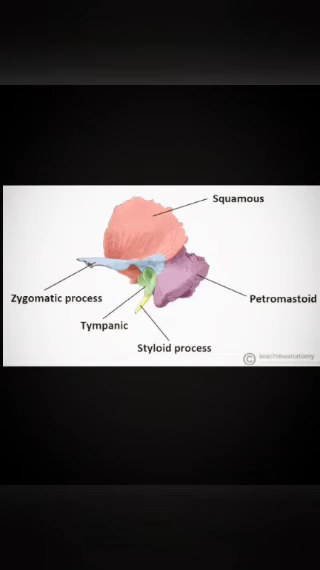 Squamous
Zygomatic process
Petromastoid
Tympanic
Styloid process
© teachmeanatomy